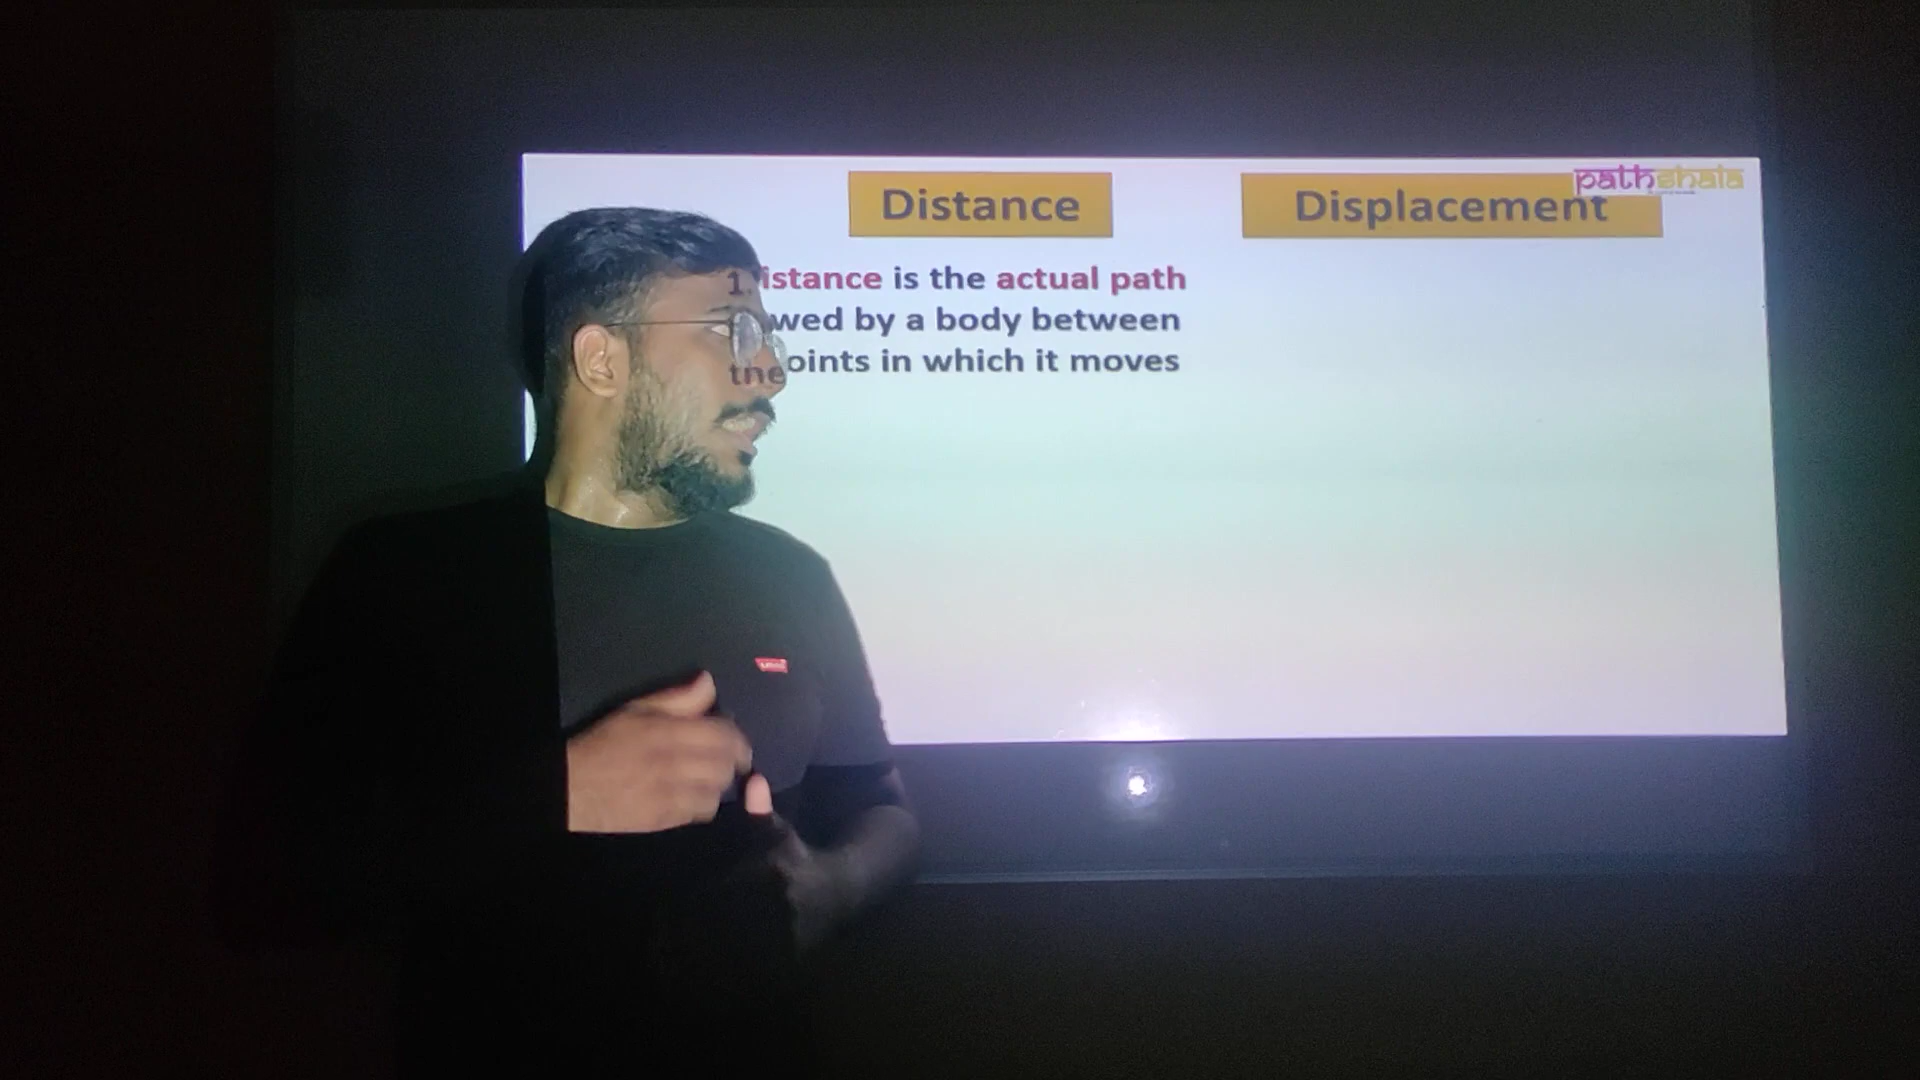 pathshala
Distance Displacement
1. istance is the actual path
wed by a body between
the oints in which it moves